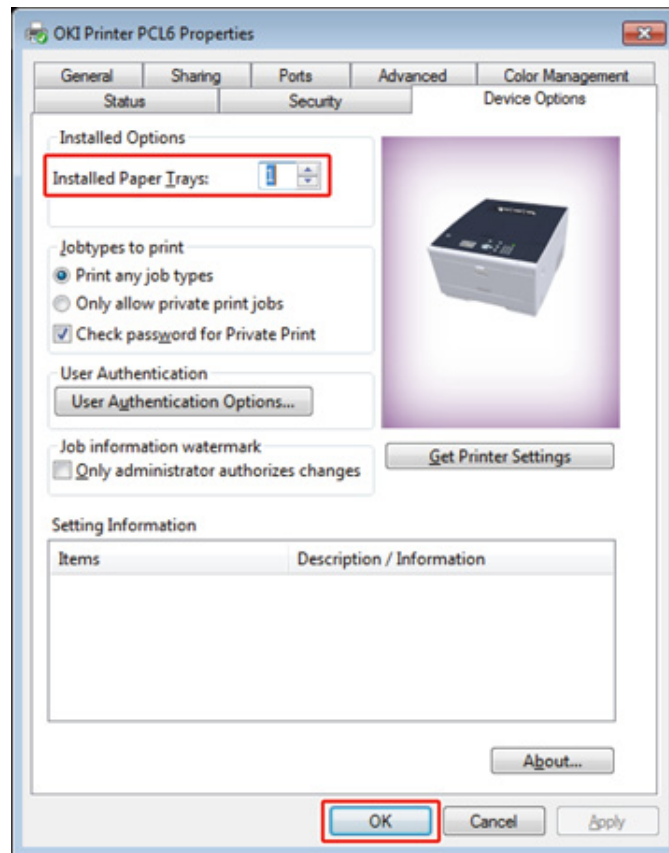 OKI Printer PCL6 Properties
General Sharing Ports Advanced Color Management
Status Security Device Options
Installed Options
Installed Paper Trays: 1
Jobtypes to print
Print any job types
Only allow private print jobs
Check password for Private Print
User Authentication
User Authentication Options...
Job information watermark
Only administrator authorizes changes
Get Printer Settings
Setting Information
Items Description / Information
About...
OK Cancel Apply